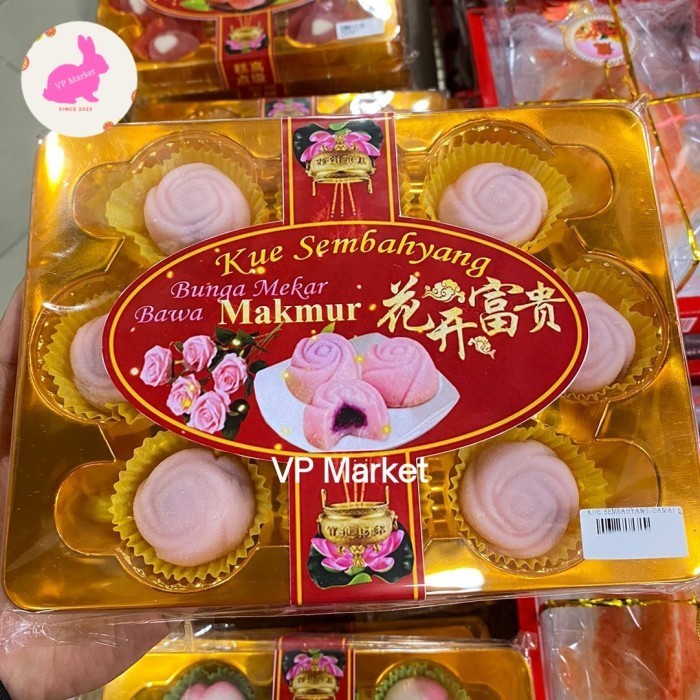 VP Market
SINCE 2023
Kue Sembahyang
Bunga Mekar
Bawa Makmur
花开富贵
VP Market